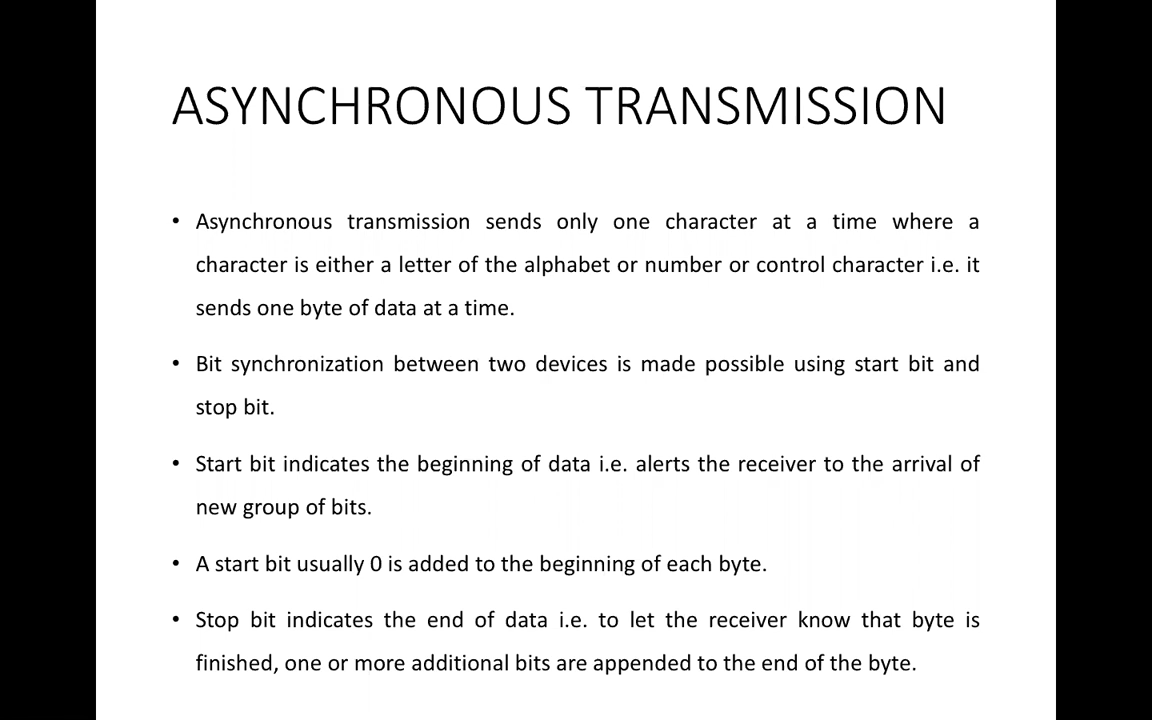 ASYNCHRONOUS TRANSMISSION
• Asynchronous transmission sends only one character at a time where a
character is either a letter of the alphabet or number or control character i.e. it
sends one byte of data at a time.
• Bit synchronization between two devices is made possible using start bit and
stop bit.
• Start bit indicates the beginning of data i.e. alerts the receiver to the arrival of
new group of bits.
• A start bit usually 0 is added to the beginning of each byte.
• Stop bit indicates the end of data i.e. to let the receiver know that byte is
finished, one or more additional bits are appended to the end of the byte.